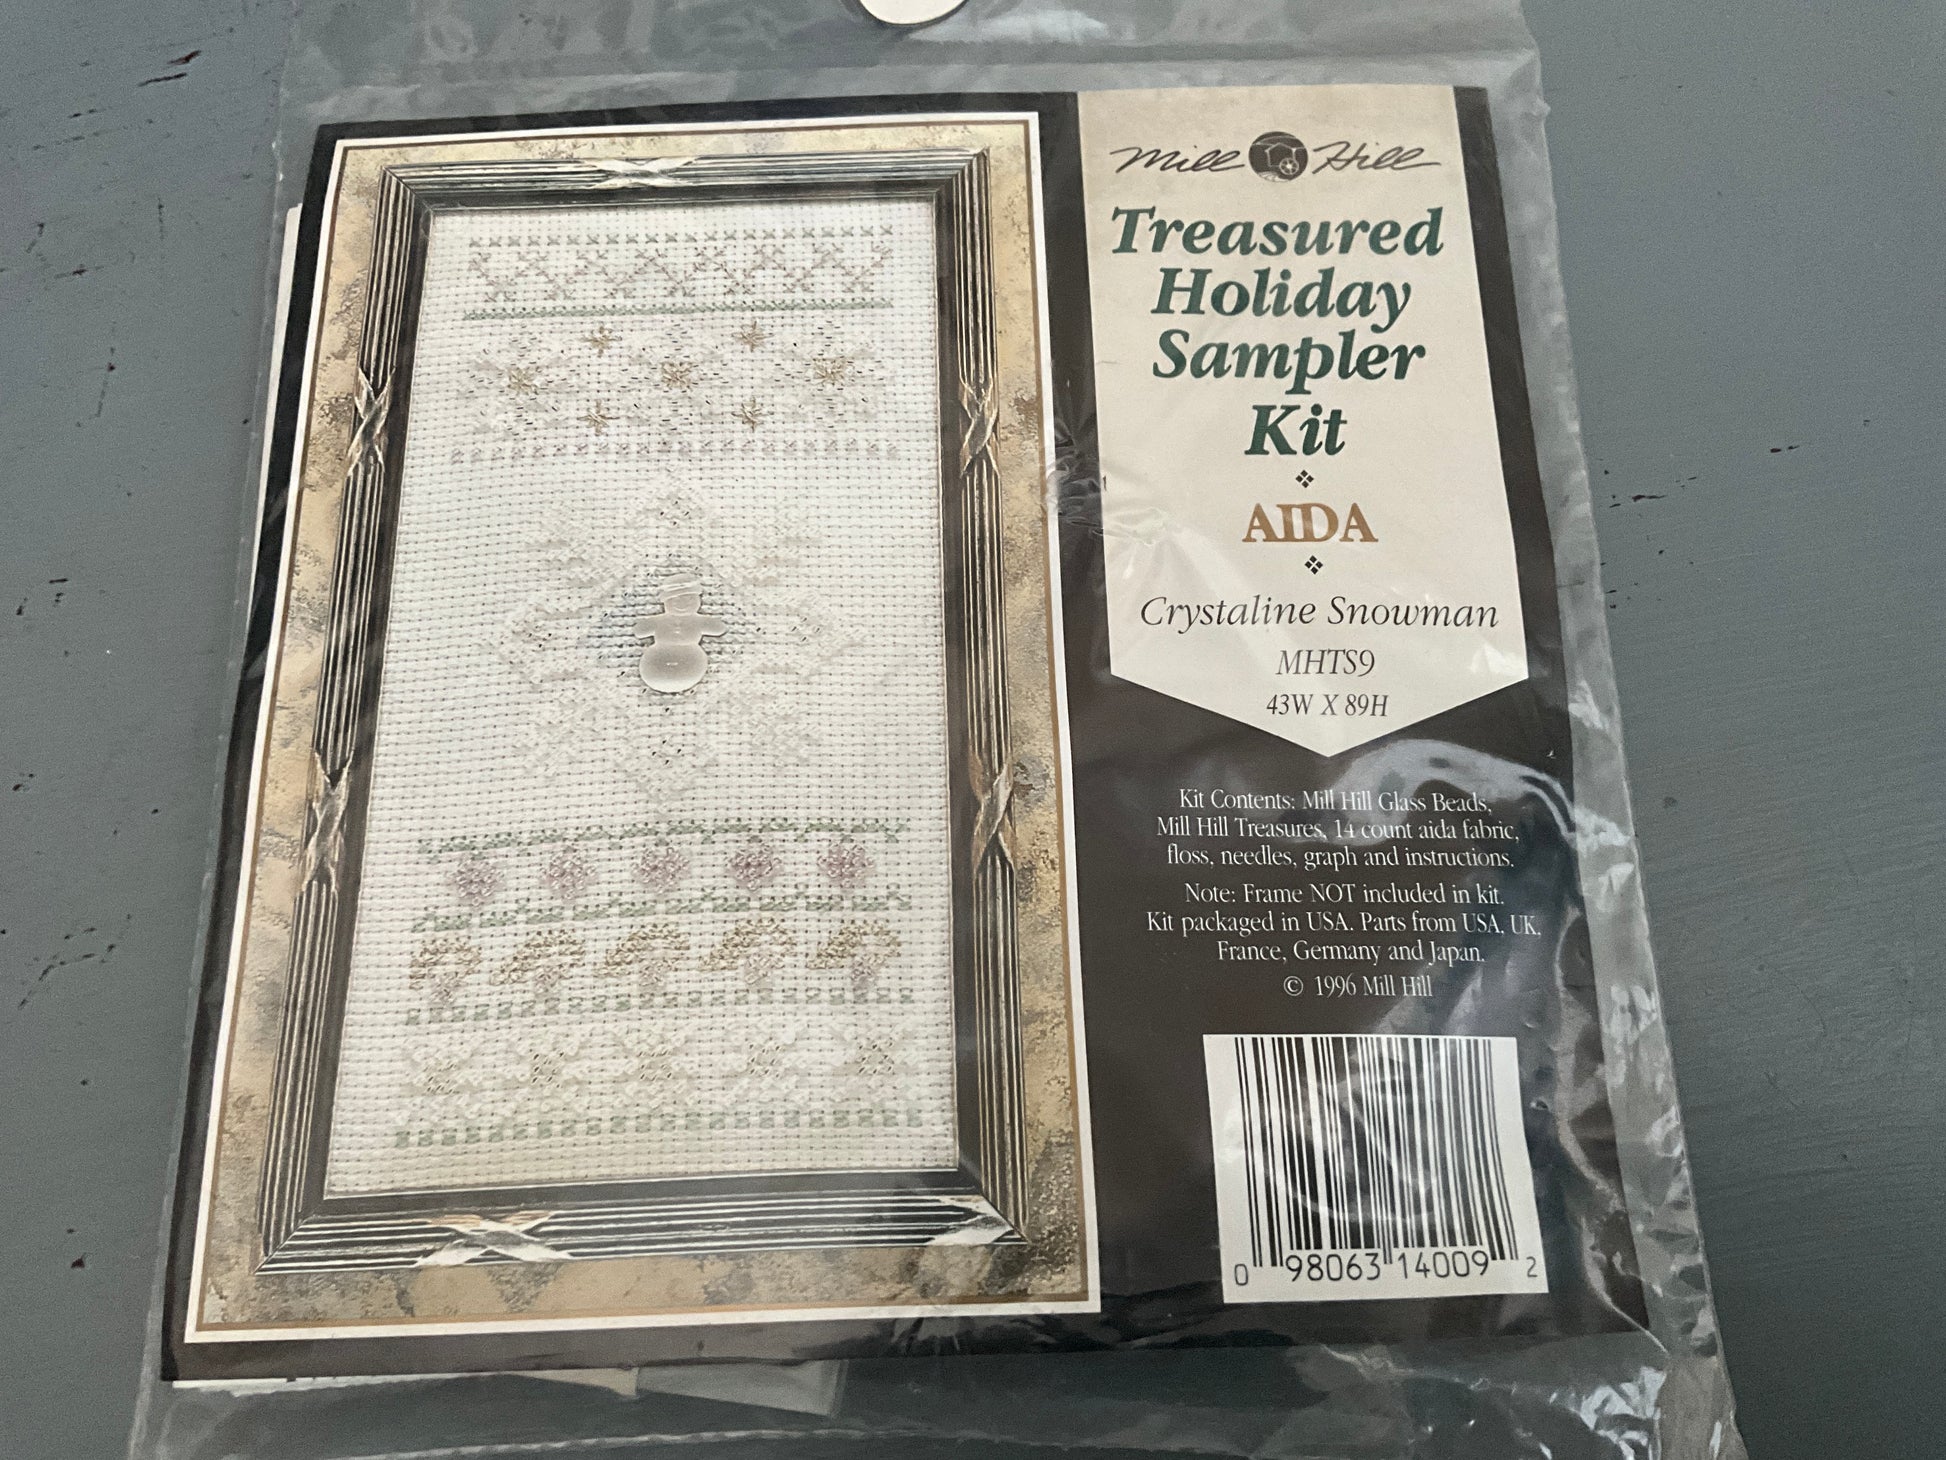 Mill Hill
Treasured
Holiday
Sampler
Kit
AIDA
Crystaline Snowman
MHTS9
43W X 89H
Kit Contents: Mill Hill Glass Beads,
Mill Hill Treasures, 14 count aida fabric,
floss, needles, graph and instructions.
Note: Frame NOT included in kit.
Kit packaged in USA. Parts from USA, UK,
France, Germany and Japan.
© 1996 Mill Hill
0 98063 14009 2